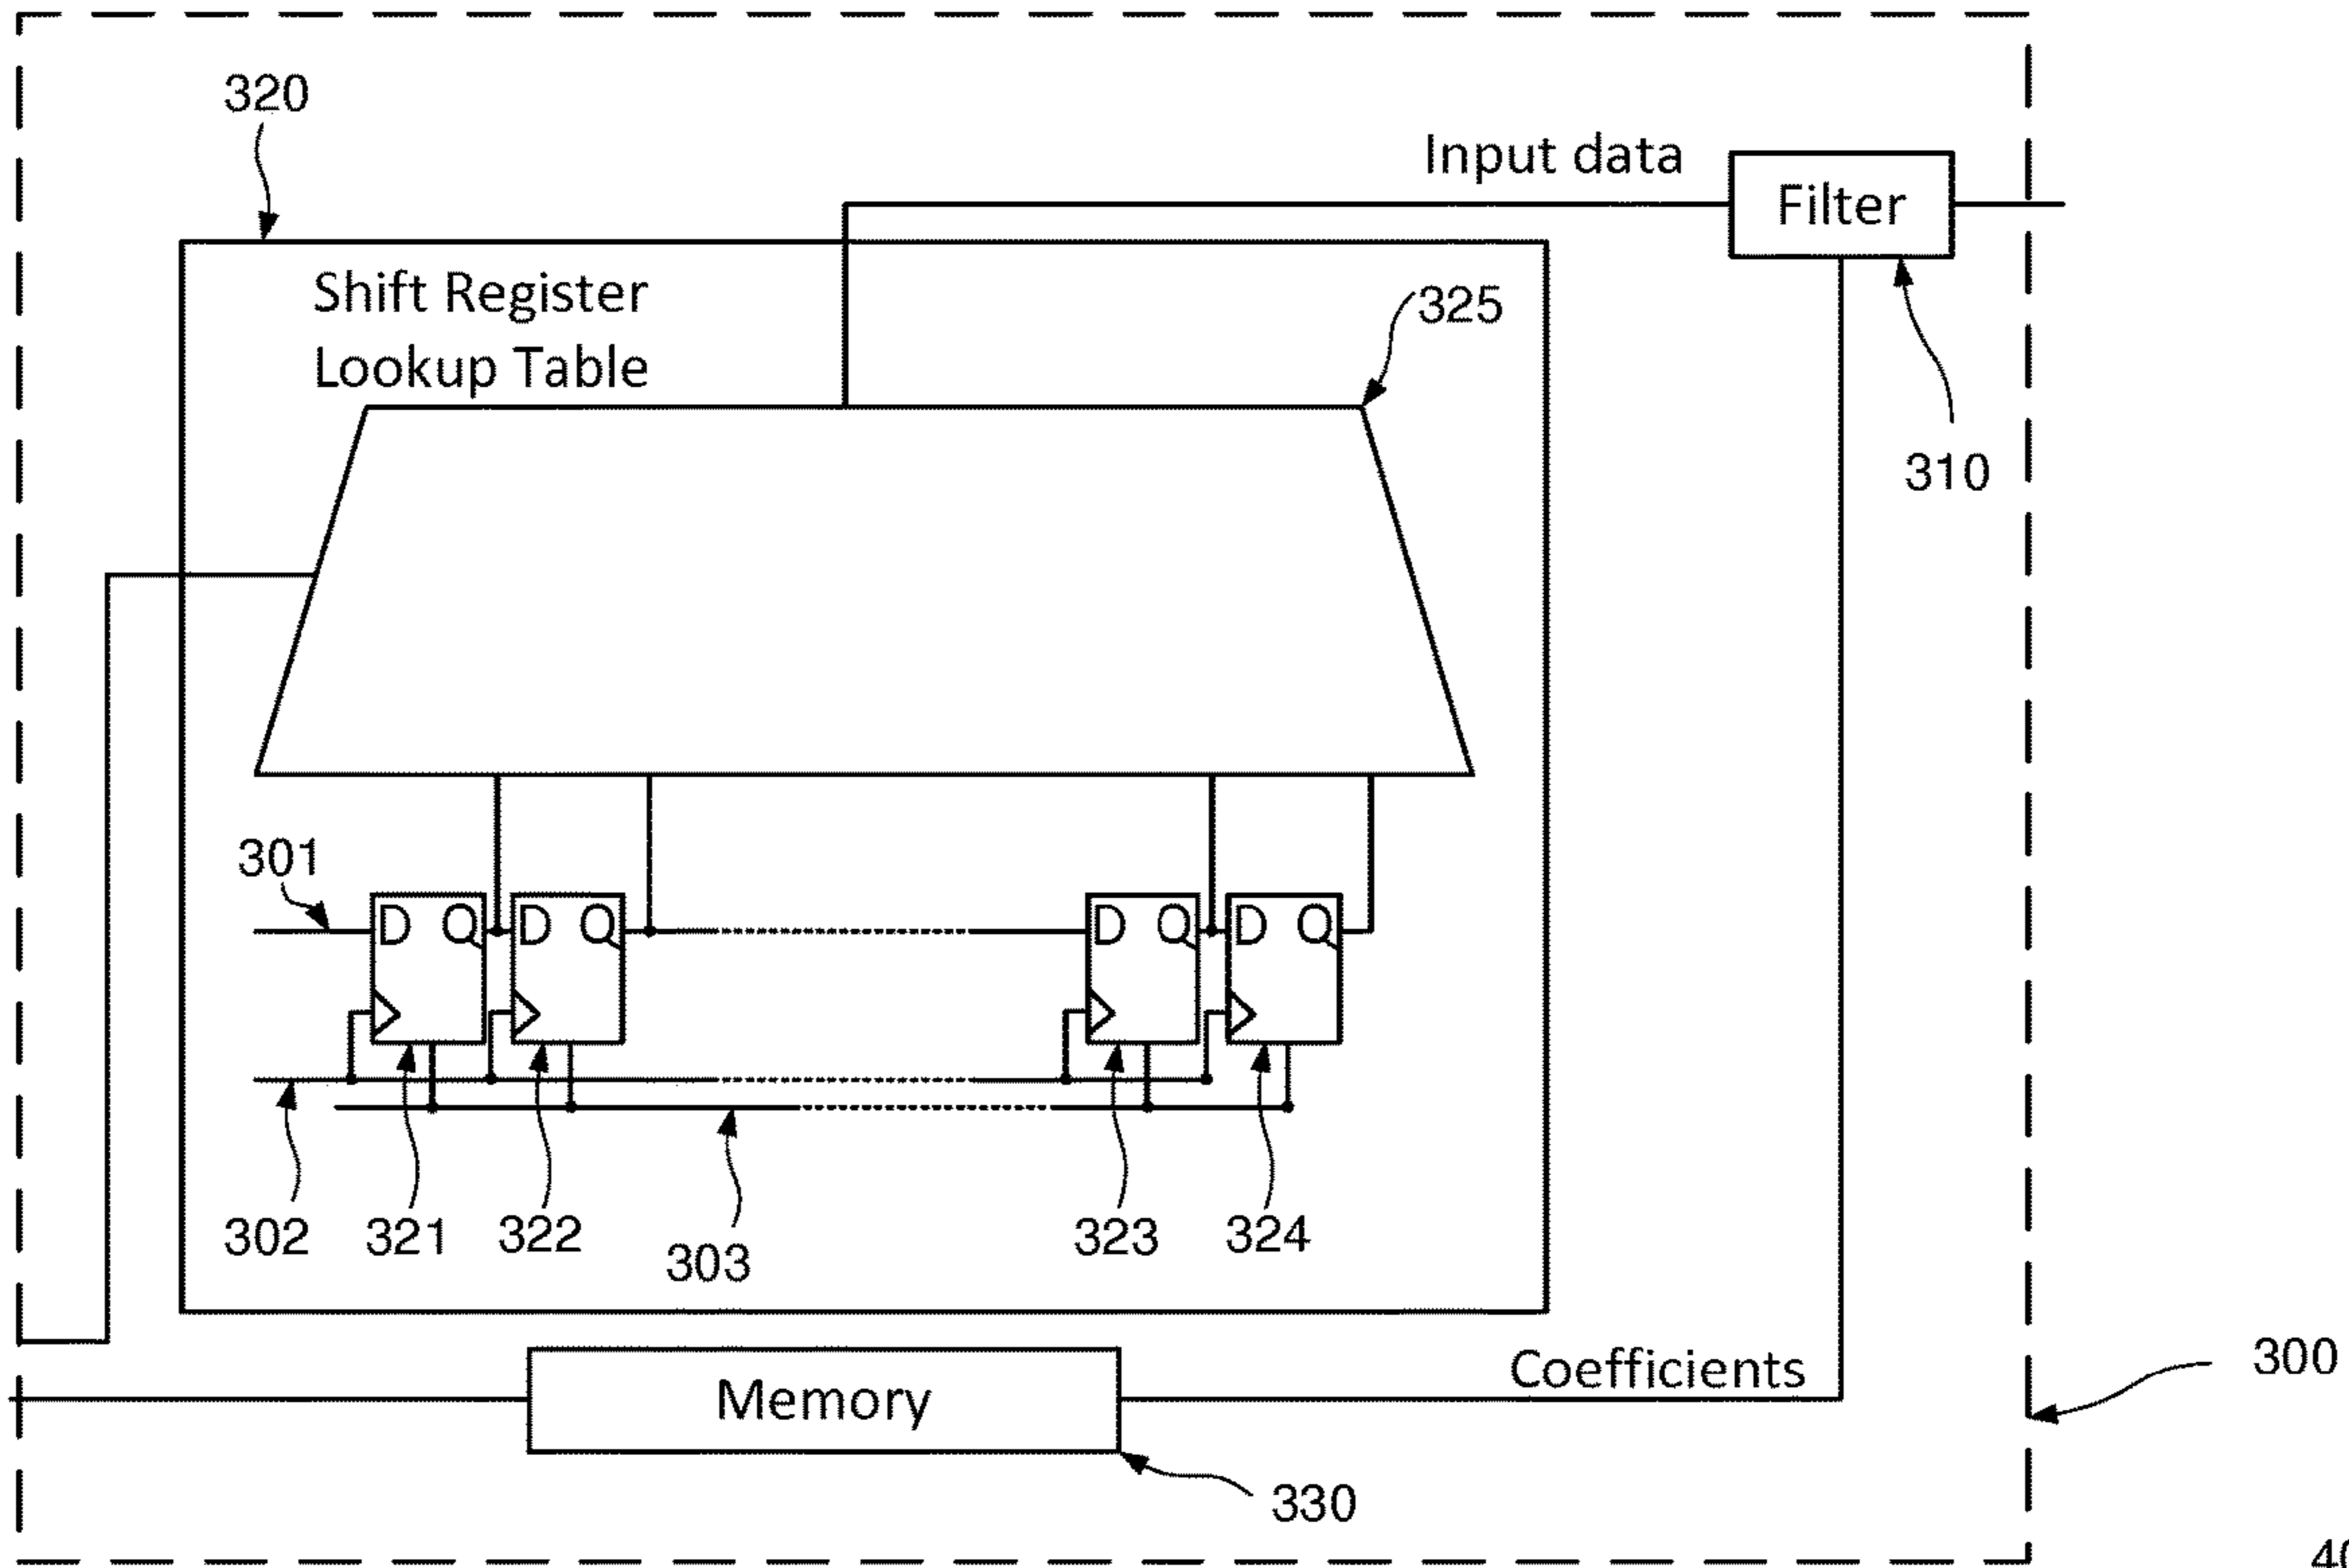 320
Input data
Filter
Shift Register
Lookup Table
325
310
301
D Q D Q D Q D Q
302 321 322 303 323 324
Coefficients
300
Memory
330
40